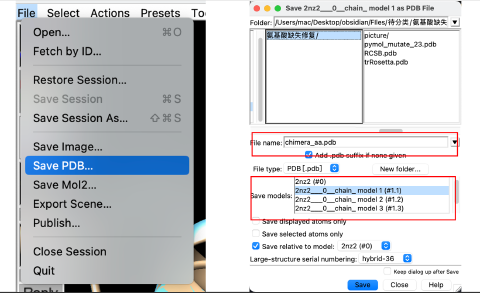 File Select Actions Presets
Open... ⌘O
Fetch by ID...
Restore Session...
Save Session ⌘S
Save Session As... ⇧⌘S
Save Image...
Save PDB...
Save Mol2...
Export Scene...
Publish...
Close Session
Quit
Reply
Save 2nz2___0__chain_ model 1 as PDB File
Folder: /Users/mac/Desktop/obsidian/Files/待分类/氨基酸缺失
氨基酸缺失修复/
picture/
pymol_mutate_23.pdb
RCSB.pdb
trRosetta.pdb
File name: chimera_aa.pdb
Add .pdb suffix if none given
File type: PDB [.pdb] New folder...
Save models:
2nz2 (#0)
2nz2___0__chain_ model 1 (#1.1)
2nz2___0__chain_ model 2 (#1.2)
2nz2___0__chain_ model 3 (#1.3)
Save displayed atoms only
Save selected atoms only
Save relative to model: 2nz2 (#0)
Large-structure serial numbering: hybrid-36
Keep dialog up after Save
Save Close Help